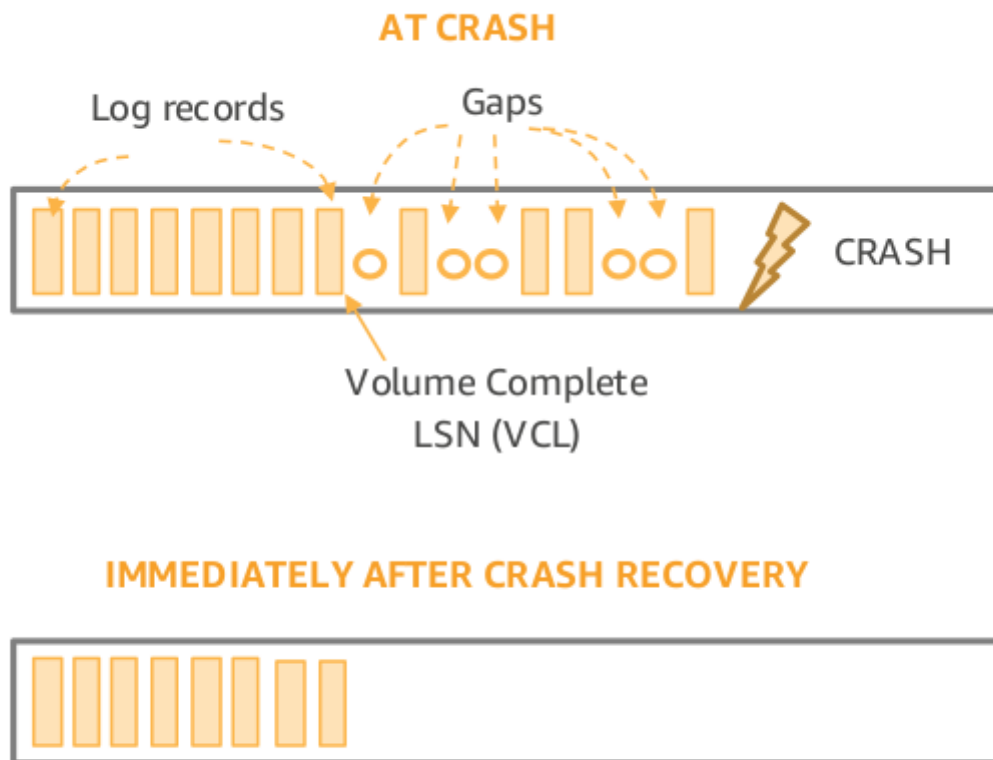 AT CRASH
Log records
Gaps
CRASH
Volume Complete
LSN (VCL)
IMMEDIATELY AFTER CRASH RECOVERY